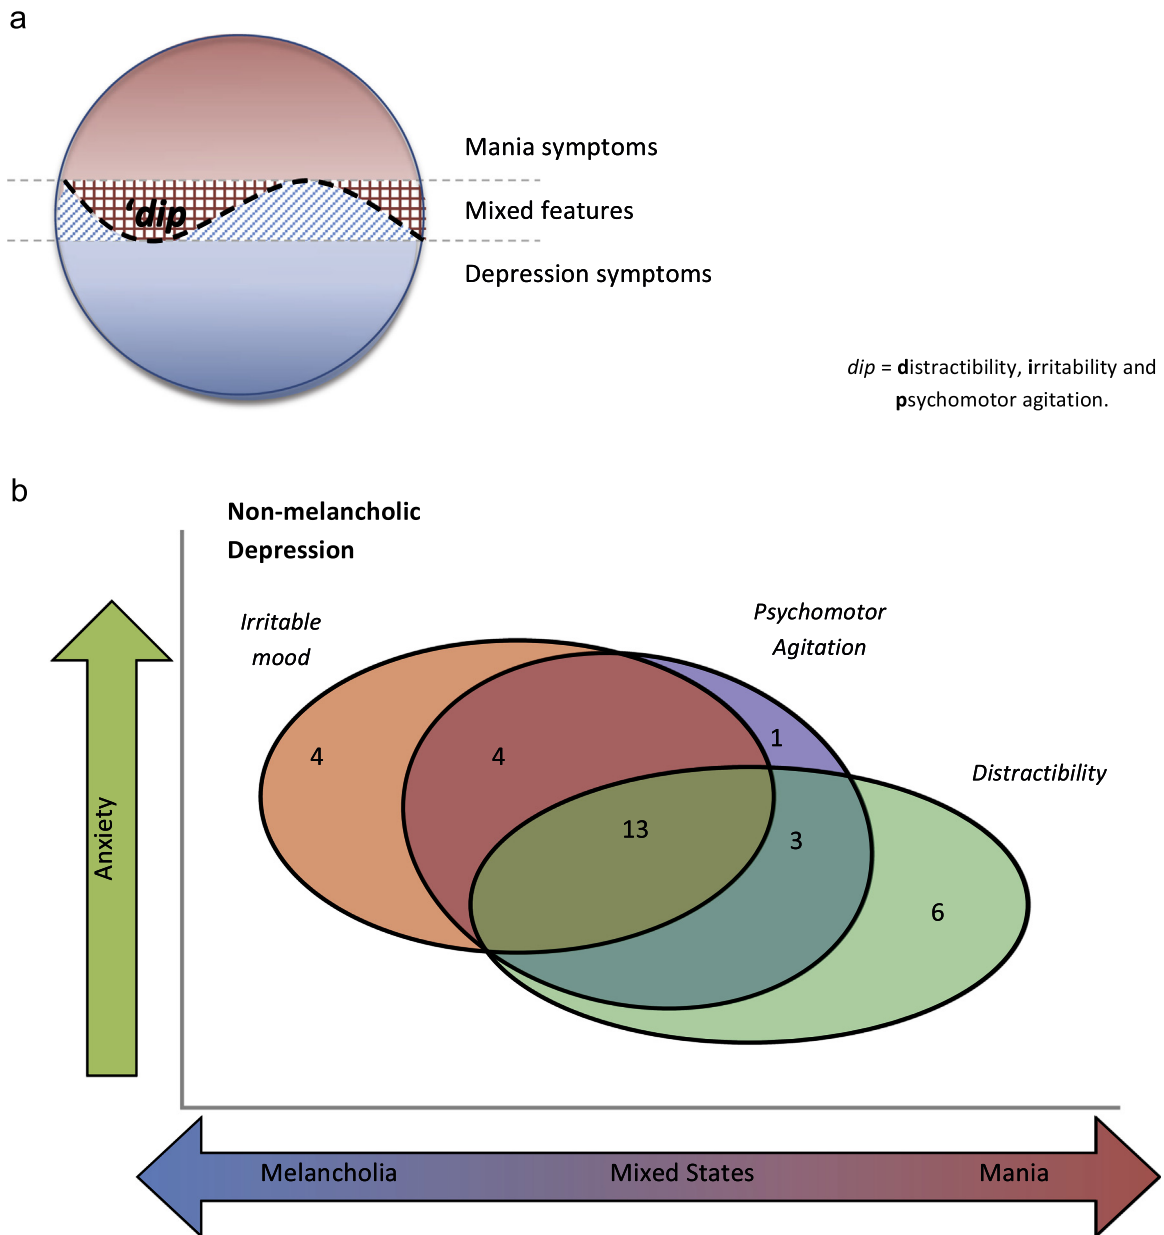 a
Mania symptoms
‘dip
Mixed features
Depression symptoms
dip = distractibility, irritability and
psychomotor agitation.
b
Non-melancholic
Depression
Irritable
mood
Psychomotor
Agitation
Distractibility
4
4
1
13
3
6
Anxiety
Melancholia
Mixed States
Mania